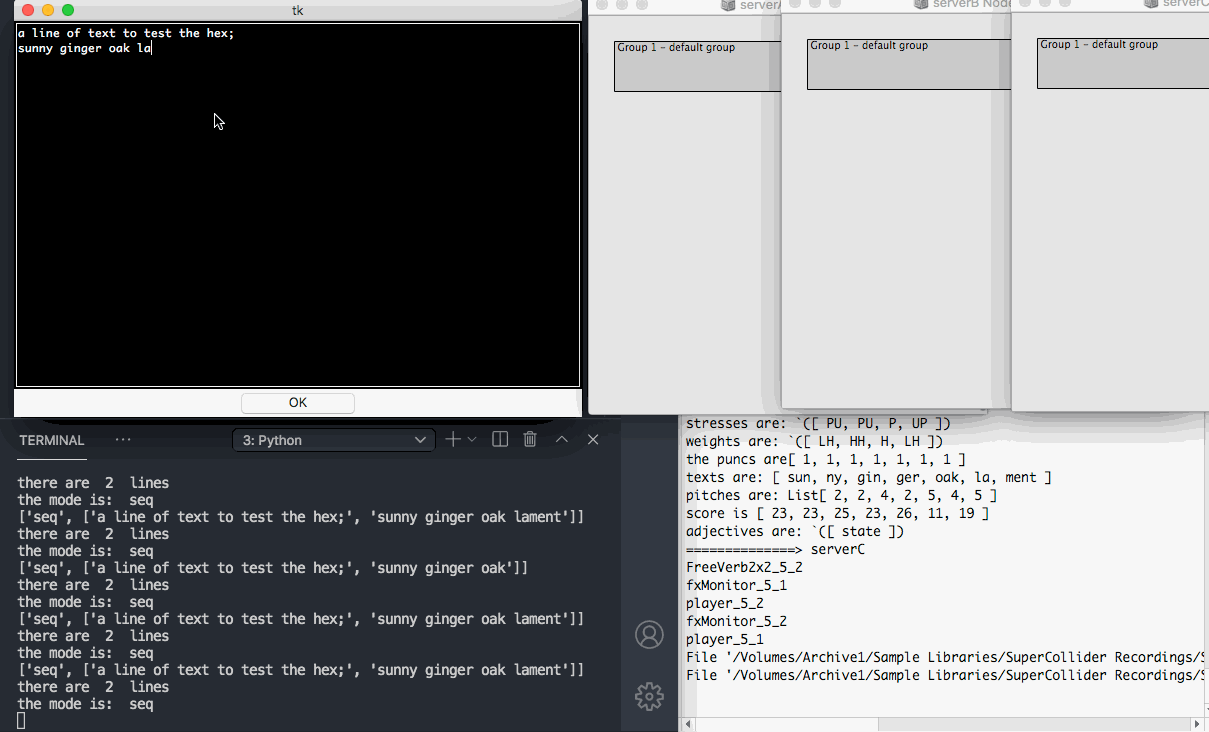 tk
a line of text to test the hex;
sunny ginger oak la
OK
serverA
serverB Node
serverC
Group 1 - default group
Group 1 - default group
Group 1 - default group
TERMINAL ...
3: Python
there are  2  lines
the mode is:  seq
['seq', ['a line of text to test the hex;', 'sunny ginger oak lament']]
there are  2  lines
the mode is:  seq
['seq', ['a line of text to test the hex;', 'sunny ginger oak']]
there are  2  lines
the mode is:  seq
['seq', ['a line of text to test the hex;', 'sunny ginger oak lament']]
there are  2  lines
the mode is:  seq
['seq', ['a line of text to test the hex;', 'sunny ginger oak lament']]
there are  2  lines
the mode is:  seq
stresses are: `([ PU, PU, P, UP ])
weights are: `([ LH, HH, H, LH ])
the puncs are[ 1, 1, 1, 1, 1, 1, 1 ]
texts are: [ sun, ny, gin, ger, oak, la, ment ]
pitches are: List[ 2, 2, 4, 2, 5, 4, 5 ]
score is [ 23, 23, 25, 23, 26, 11, 19 ]
adjectives are: `([ state ])
==============> serverC
FreeVerb2x2_5_2
fxMonitor_5_1
player_5_2
fxMonitor_5_2
player_5_1
File '/Volumes/Archive1/Sample Libraries/SuperCollider Recordings/S
File '/Volumes/Archive1/Sample Libraries/SuperCollider Recordings/S